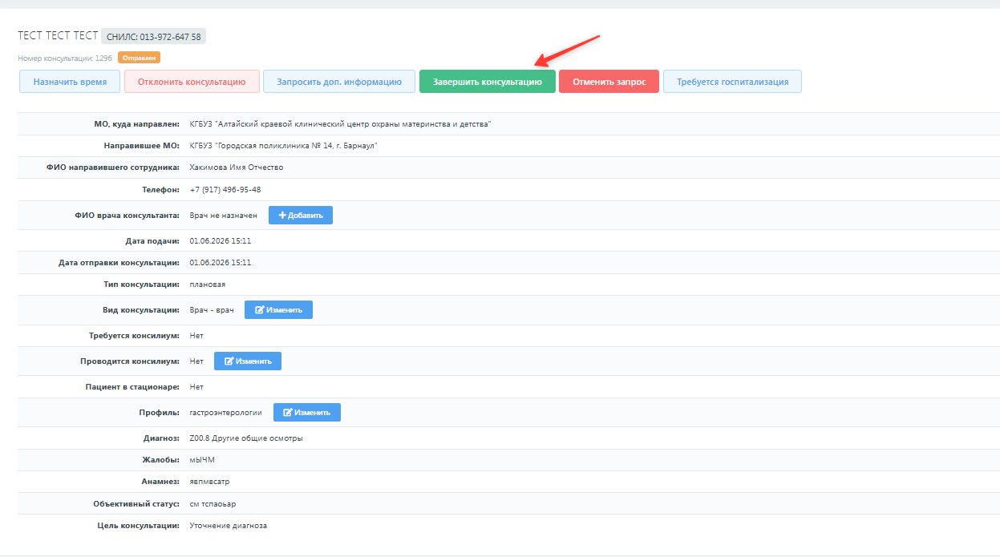 ТЕСТ ТЕСТ ТЕСТ СНИЛС: 013-972-647 58
Номер консультации: 1296 Отправлен
Назначить время Отклонить консультацию Запросить доп. информацию Завершить консультацию Отменить запрос Требуется госпитализация
МО, куда направлен: КГБУЗ "Алтайский краевой клинический центр охраны материнства и детства"
Направившее МО: КГБУЗ "Городская поликлиника № 14, г. Барнаул"
ФИО направившего сотрудника: Хакимова Имя Отчество
Телефон: +7 (917) 496-95-48
ФИО врача консультанта: Врач не назначен Добавить
Дата подачи: 01.06.2026 15:11
Дата отправки консультации: 01.06.2026 15:11
Тип консультации: плановая
Вид консультации: Врач - врач Изменить
Требуется консилиум: Нет
Проводится консилиум: Нет Изменить
Пациент в стационаре: Нет
Профиль: гастроэнтерологии Изменить
Диагноз: Z00.8 Другие общие осмотры
Жалобы: мЫЧМ
Анамнез: явпмвсатр
Объективный статус: см тспаоьар
Цель консультации: Уточнение диагноза